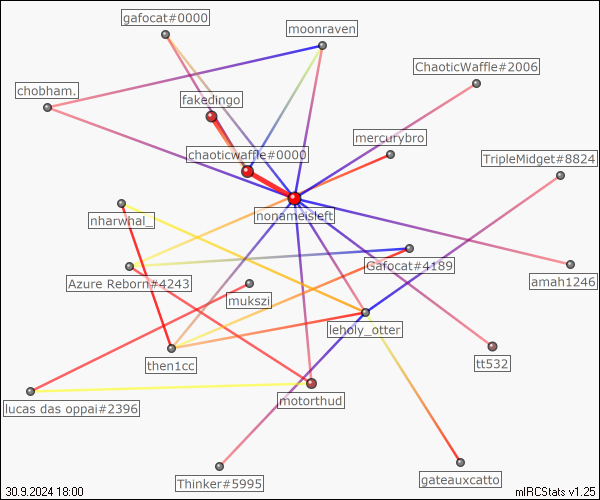 gafocat#0000
moonraven
ChaoticWaffle#2006
chobham.
fakedingo
mercurybro
chaoticwaffle#0000
TripleMidget#8824
nonameisleft
nharwhal_
Gafocat#4189
Azure Reborn#4243
amah1246
mukszi
leholy_otter
then1cc
tt532
motorthud
lucas das oppai#2396
Thinker#5995
gateauxcatto
30.9.2024 18:00
mIRCStats v1.25